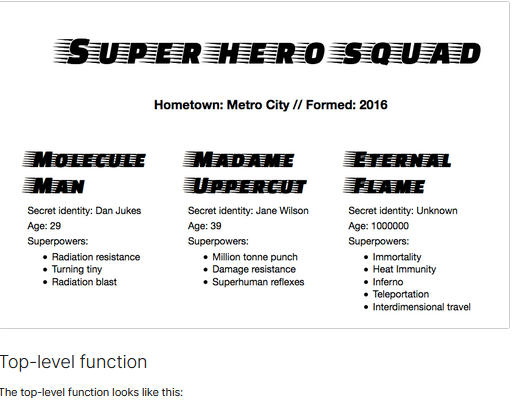 SUPER HERO SQUAD
Hometown: Metro City // Formed: 2016
MOLECULE
MAN
Secret identity: Dan Jukes
Age: 29
Superpowers:
• Radiation resistance
• Turning tiny
• Radiation blast
MADAME
UPPERCUT
Secret identity: Jane Wilson
Age: 39
Superpowers:
• Million tonne punch
• Damage resistance
• Superhuman reflexes
ETERNAL
FLAME
Secret identity: Unknown
Age: 1000000
Superpowers:
• Immortality
• Heat Immunity
• Inferno
• Teleportation
• Interdimensional travel
Top-level function
The top-level function looks like this: